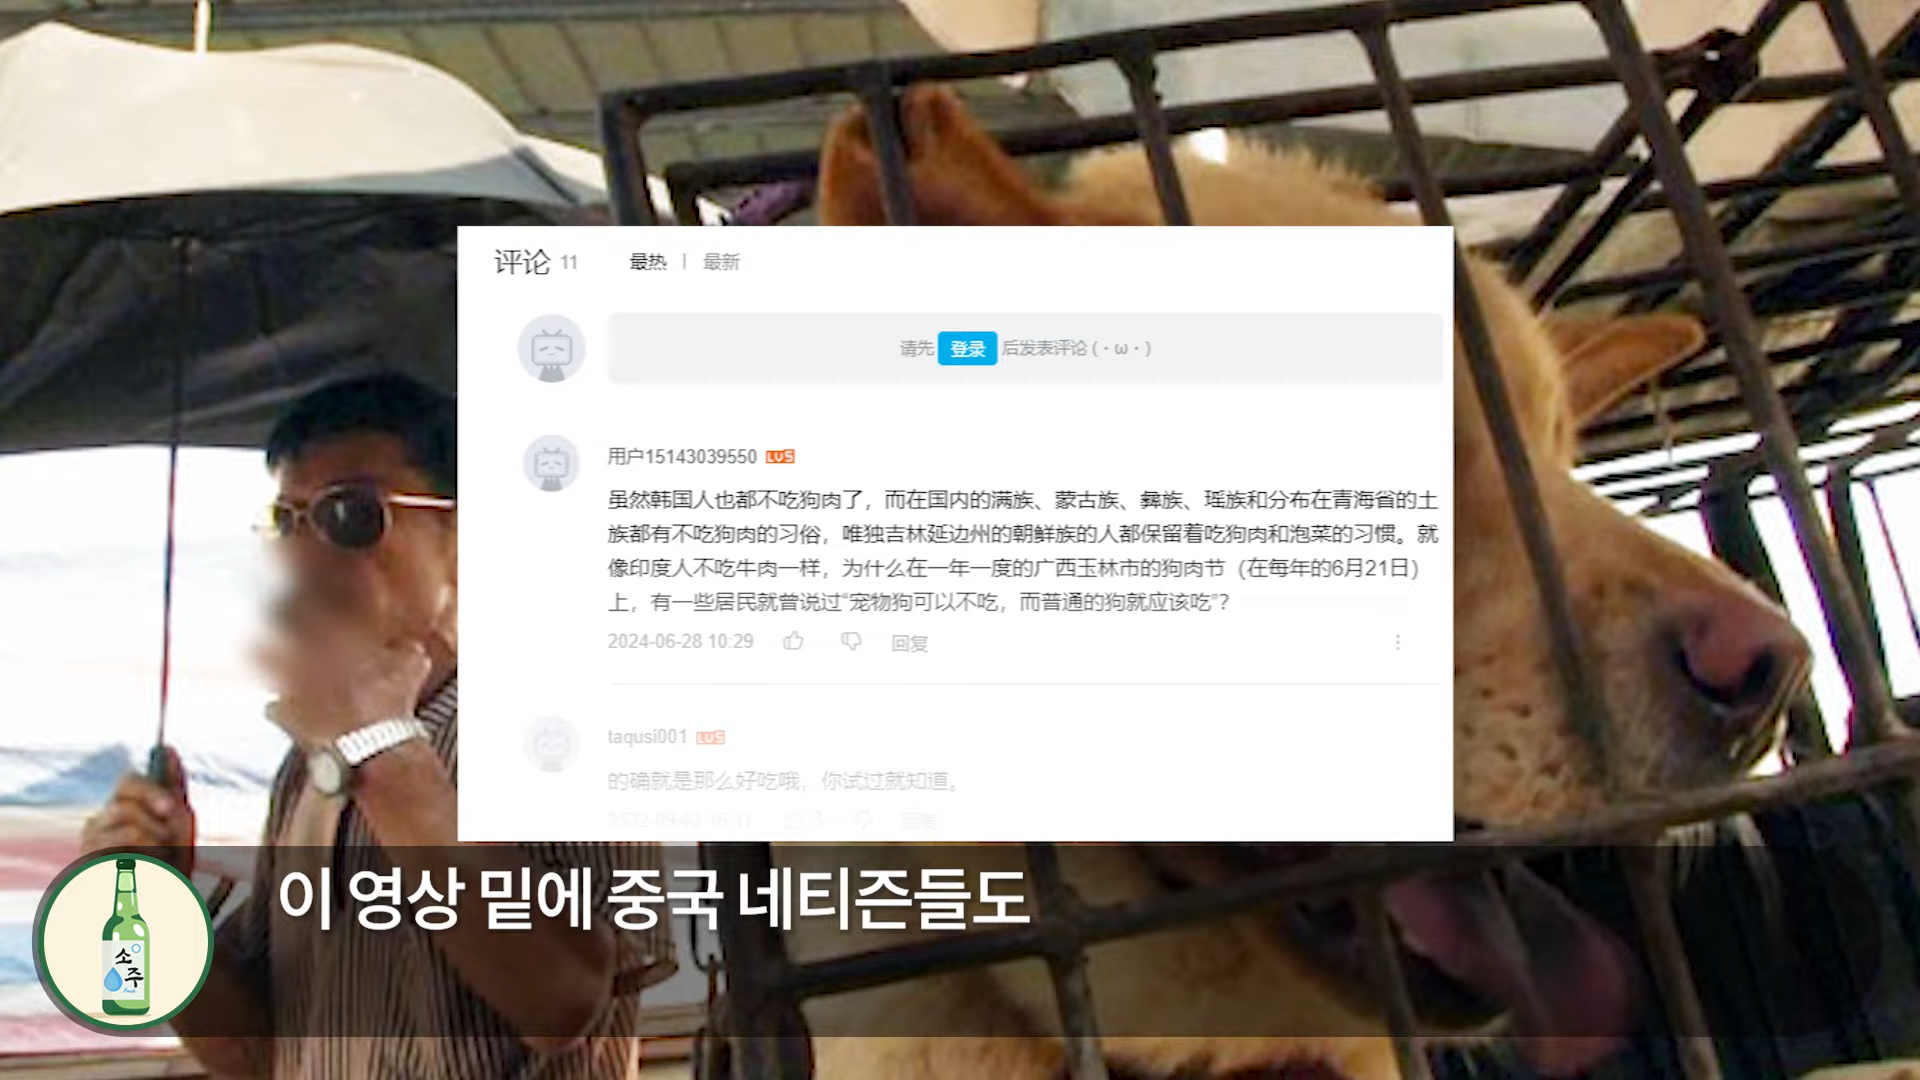 评论 11 最热 | 最新
请先 登录 后发表评论 ( · ω · )
用户15143039550 LV5
虽然韩国人也都不吃狗肉了，而在国内的满族、蒙古族、彝族、瑶族和分布在青海省的土
族都有不吃狗肉的习俗，唯独吉林延边州的朝鲜族的人都保留着吃狗肉和泡菜的习惯。就
像印度人不吃牛肉一样，为什么在一年一度的广西玉林市的狗肉节（在每年的6月21日）
上，有一些居民就曾说过“宠物狗可以不吃，而普通的狗就应该吃”？
2024-06-28 10:29 回复
taqusi001 LV5
的确就是那么好吃哦，你试过就知道。
回复
이 영상 밑에 중국 네티즌들도
소주